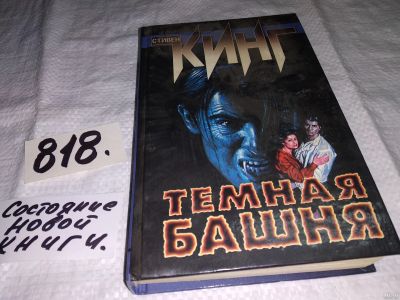 СТИВЕН
КИНГ
ТЕМНАЯ
БАШНЯ
818.
Состояние
новой
книги.